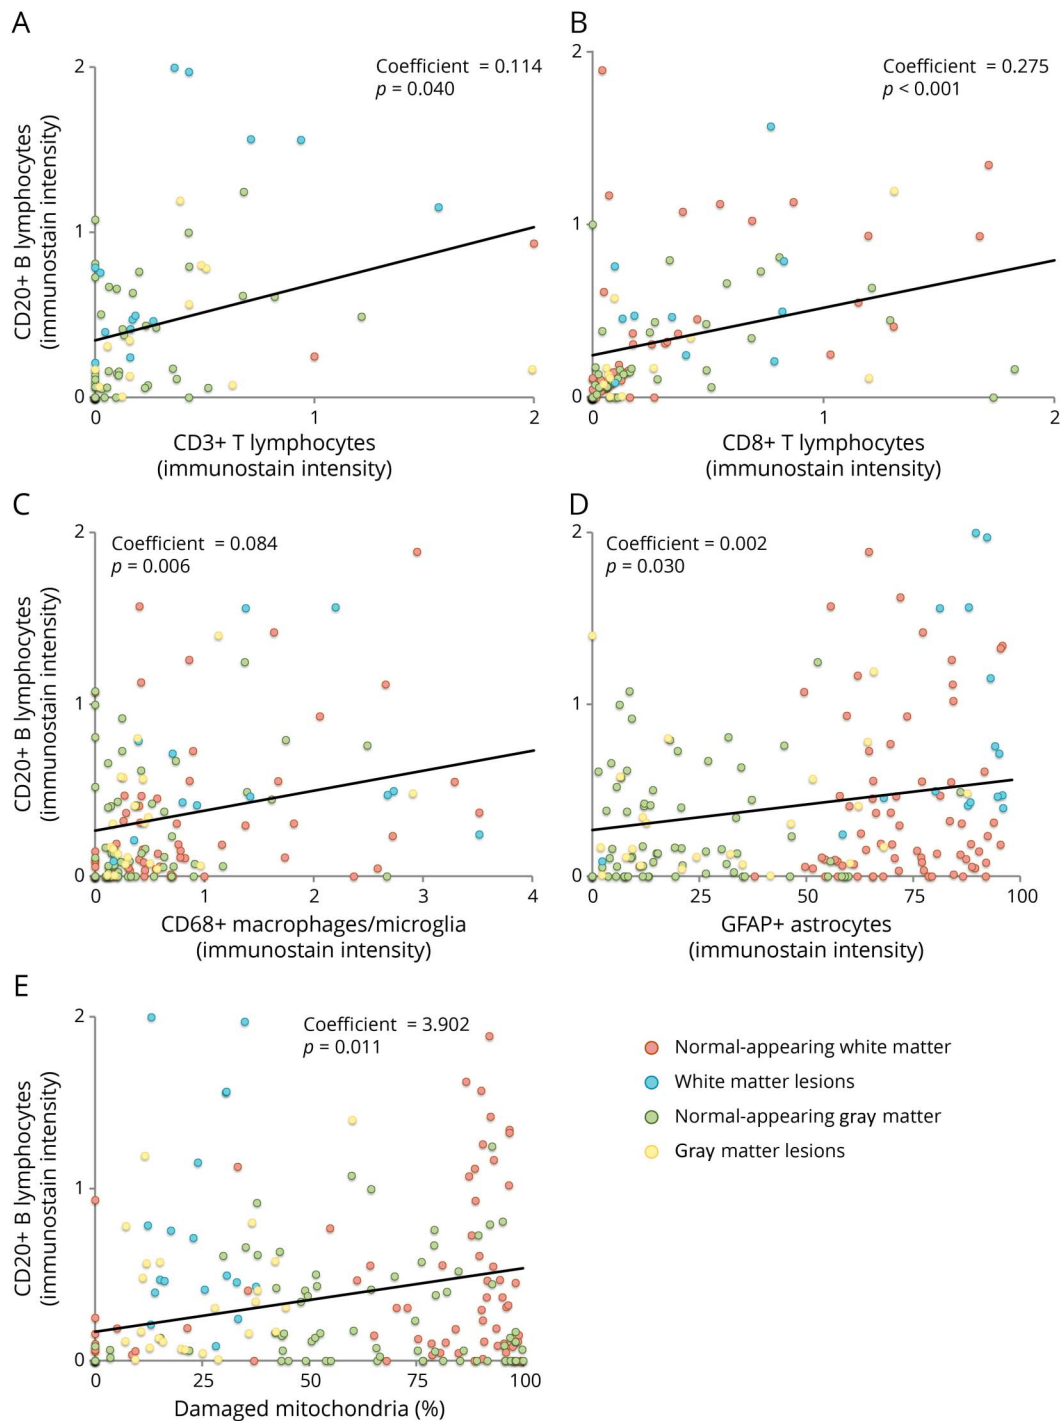 A
Coefficient = 0.114
p = 0.040
2
1
0
0
1
2
CD20+ B lymphocytes
(immunostain intensity)
CD3+ T lymphocytes
(immunostain intensity)
B
Coefficient = 0.275
p < 0.001
2
1
0
0
1
2
CD8+ T lymphocytes
(immunostain intensity)
C
Coefficient = 0.084
p = 0.006
2
1
0
0
1
2
3
4
CD20+ B lymphocytes
(immunostain intensity)
CD68+ macrophages/microglia
(immunostain intensity)
D
Coefficient = 0.002
p = 0.030
2
1
0
0
25
50
75
100
GFAP+ astrocytes
(immunostain intensity)
E
Coefficient = 3.902
p = 0.011
2
1
0
0
25
50
75
100
CD20+ B lymphocytes
(immunostain intensity)
Damaged mitochondria (%)
Normal-appearing white matter
White matter lesions
Normal-appearing gray matter
Gray matter lesions